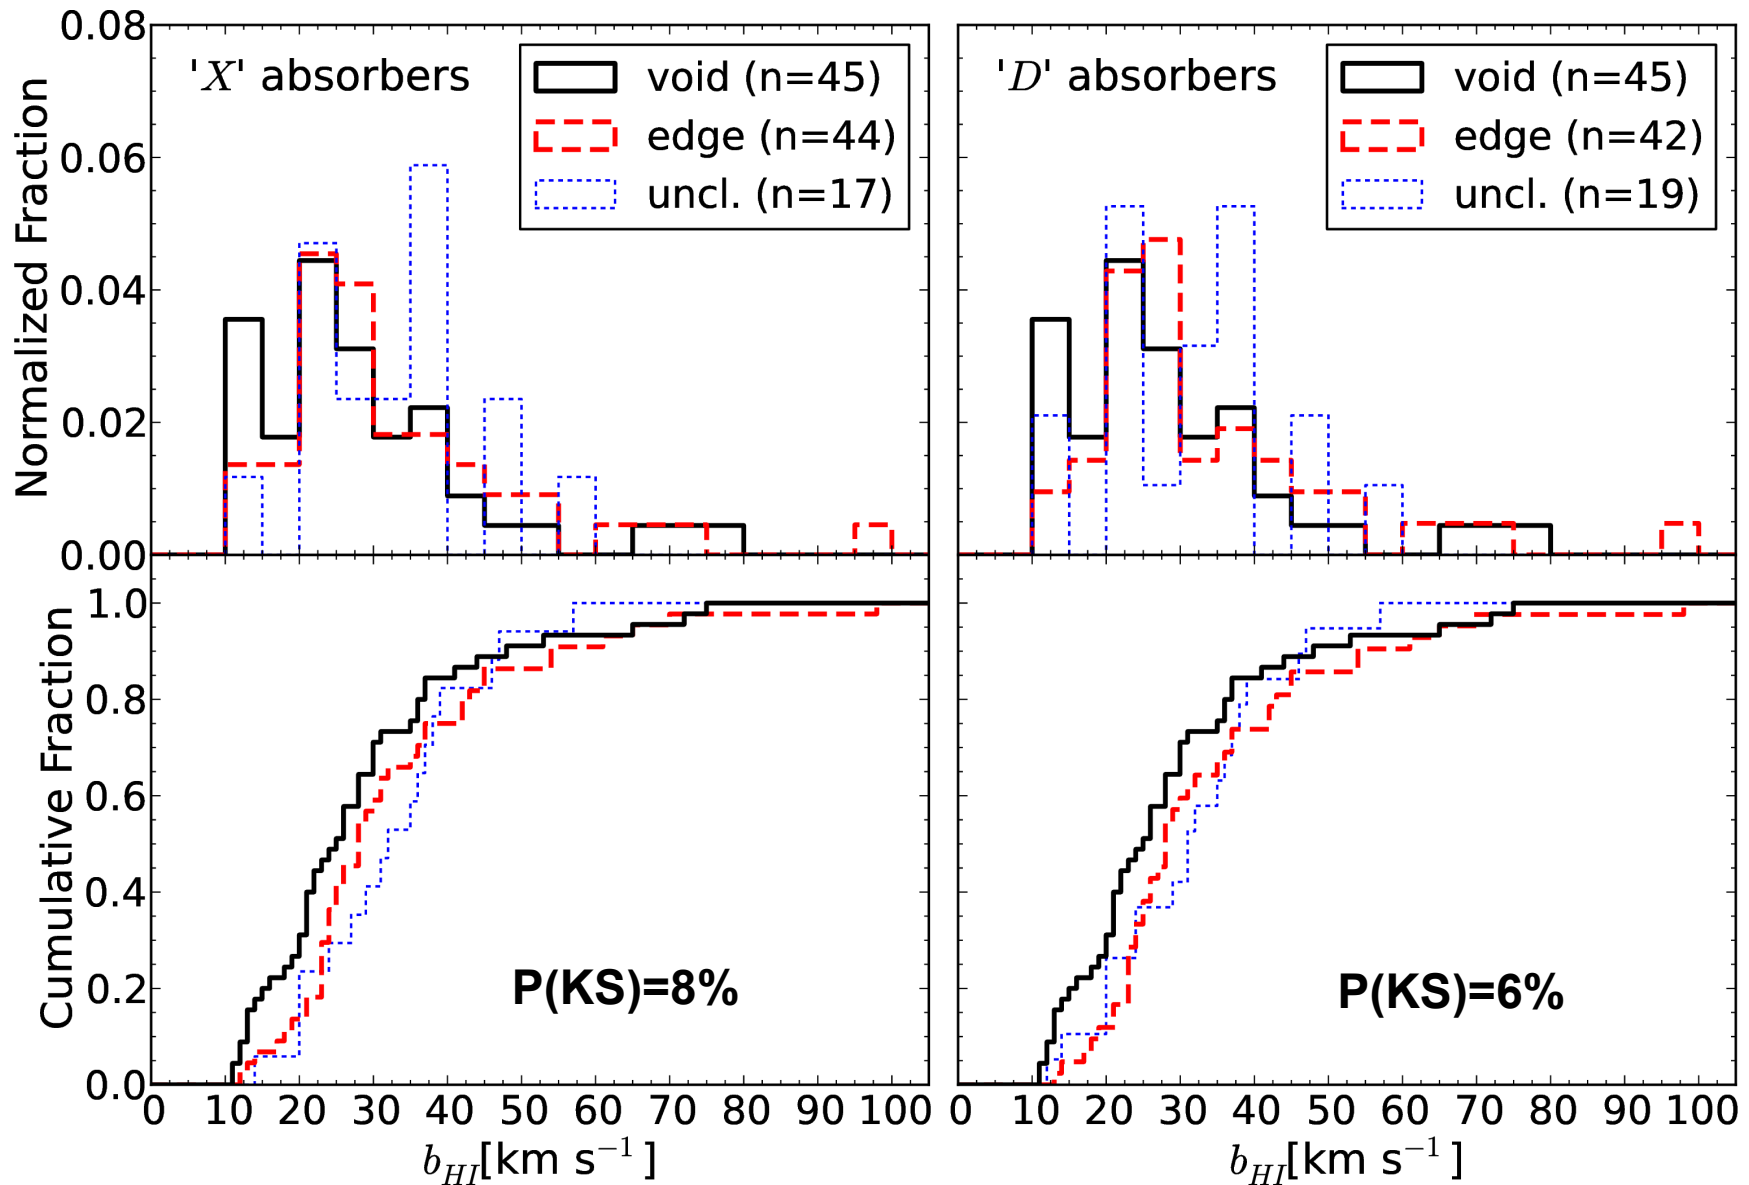 'X' absorbers
void (n=45)
edge (n=44)
uncl. (n=17)
'D' absorbers
void (n=45)
edge (n=42)
uncl. (n=19)
Normalized Fraction
0.08
0.06
0.04
0.02
0.00
Cumulative Fraction
1.0
0.8
0.6
0.4
0.2
0.0
P(KS)=8%
P(KS)=6%
0 10 20 30 40 50 60 70 80 90 100
0 10 20 30 40 50 60 70 80 90 100
b_HI[km s⁻¹]
b_HI[km s⁻¹]